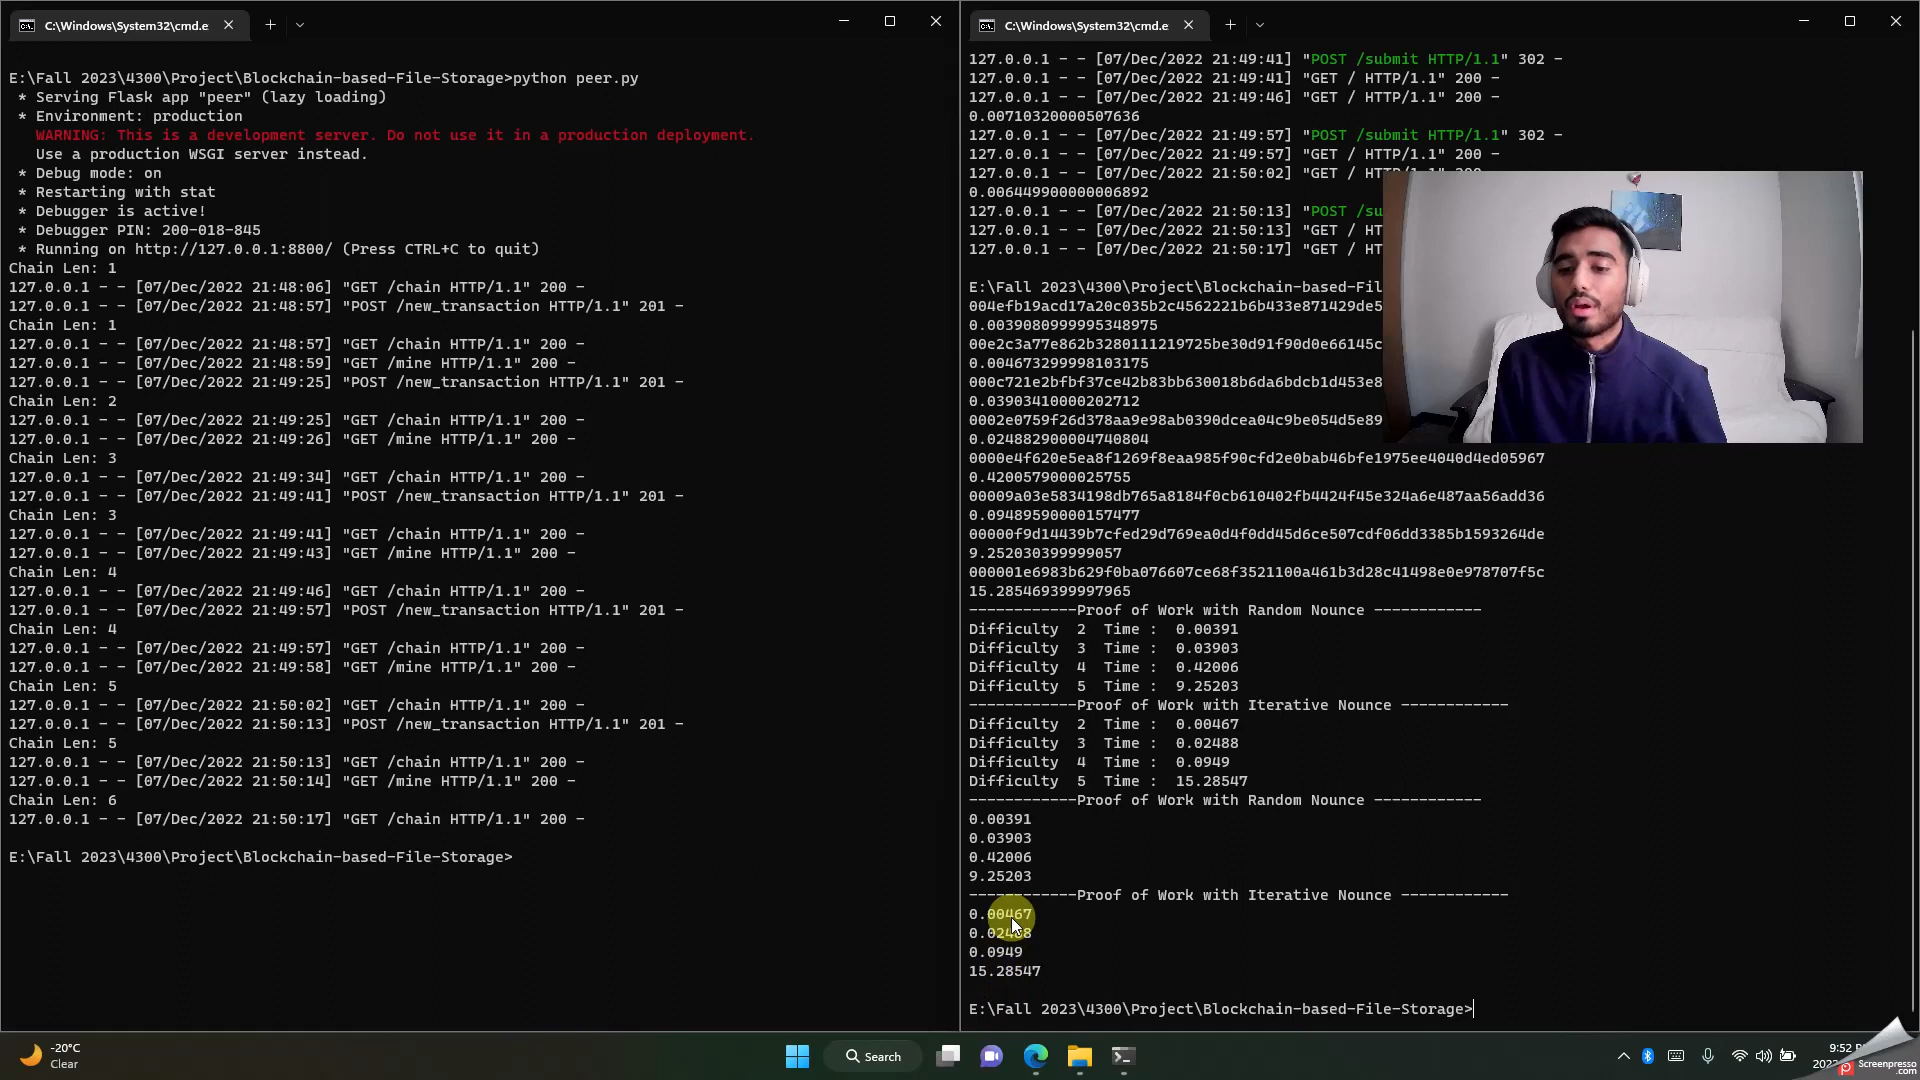 C:\Windows\System32\cmd.e
E:\Fall 2023\4300\Project\Blockchain-based-File-Storage>python peer.py
* Serving Flask app "peer" (lazy loading)
* Environment: production
WARNING: This is a development server. Do not use it in a production deployment.
Use a production WSGI server instead.
* Debug mode: on
* Restarting with stat
* Debugger is active!
* Debugger PIN: 200-018-845
* Running on http://127.0.0.1:8800/ (Press CTRL+C to quit)
Chain Len: 1
127.0.0.1 - - [07/Dec/2022 21:48:06] "GET /chain HTTP/1.1" 200 -
127.0.0.1 - - [07/Dec/2022 21:48:57] "POST /new_transaction HTTP/1.1" 201 -
Chain Len: 1
127.0.0.1 - - [07/Dec/2022 21:48:57] "GET /chain HTTP/1.1" 200 -
127.0.0.1 - - [07/Dec/2022 21:48:59] "GET /mine HTTP/1.1" 200 -
127.0.0.1 - - [07/Dec/2022 21:49:25] "POST /new_transaction HTTP/1.1" 201 -
Chain Len: 2
127.0.0.1 - - [07/Dec/2022 21:49:25] "GET /chain HTTP/1.1" 200 -
127.0.0.1 - - [07/Dec/2022 21:49:26] "GET /mine HTTP/1.1" 200 -
Chain Len: 3
127.0.0.1 - - [07/Dec/2022 21:49:34] "GET /chain HTTP/1.1" 200 -
127.0.0.1 - - [07/Dec/2022 21:49:41] "POST /new_transaction HTTP/1.1" 201 -
Chain Len: 3
127.0.0.1 - - [07/Dec/2022 21:49:41] "GET /chain HTTP/1.1" 200 -
127.0.0.1 - - [07/Dec/2022 21:49:43] "GET /mine HTTP/1.1" 200 -
Chain Len: 4
127.0.0.1 - - [07/Dec/2022 21:49:46] "GET /chain HTTP/1.1" 200 -
127.0.0.1 - - [07/Dec/2022 21:49:57] "POST /new_transaction HTTP/1.1" 201 -
Chain Len: 4
127.0.0.1 - - [07/Dec/2022 21:49:57] "GET /chain HTTP/1.1" 200 -
127.0.0.1 - - [07/Dec/2022 21:49:58] "GET /mine HTTP/1.1" 200 -
Chain Len: 5
127.0.0.1 - - [07/Dec/2022 21:50:02] "GET /chain HTTP/1.1" 200 -
127.0.0.1 - - [07/Dec/2022 21:50:13] "POST /new_transaction HTTP/1.1" 201 -
Chain Len: 5
127.0.0.1 - - [07/Dec/2022 21:50:13] "GET /chain HTTP/1.1" 200 -
127.0.0.1 - - [07/Dec/2022 21:50:14] "GET /mine HTTP/1.1" 200 -
Chain Len: 6
127.0.0.1 - - [07/Dec/2022 21:50:17] "GET /chain HTTP/1.1" 200 -
E:\Fall 2023\4300\Project\Blockchain-based-File-Storage>
C:\Windows\System32\cmd.e
127.0.0.1 - - [07/Dec/2022 21:49:41] "POST /submit HTTP/1.1" 302 -
127.0.0.1 - - [07/Dec/2022 21:49:41] "GET / HTTP/1.1" 200 -
127.0.0.1 - - [07/Dec/2022 21:49:46] "GET / HTTP/1.1" 200 -
0.00710320000507636
127.0.0.1 - - [07/Dec/2022 21:49:57] "POST /submit HTTP/1.1" 302 -
127.0.0.1 - - [07/Dec/2022 21:49:57] "GET / HTTP/1.1" 200 -
127.0.0.1 - - [07/Dec/2022 21:50:02] "GET / HTTP/1.1" 200 -
0.006449900000006892
127.0.0.1 - - [07/Dec/2022 21:50:13] "POST /su
127.0.0.1 - - [07/Dec/2022 21:50:13] "GET / HT
127.0.0.1 - - [07/Dec/2022 21:50:17] "GET / HT
E:\Fall 2023\4300\Project\Blockchain-based-Fil
004efb19acd17a20c035b2c4562221b6b433e871429de5
0.0039080999995348975
00e2c3a77e862b3280111219725be30d91f90d0e66145c
0.004673299998103175
000c721e2bfbf37ce42b83bb630018b6da6bdcb1d453e8
0.03903410000202712
0002e0759f26d378aa9e98ab0390dcea04c9be054d5e89
0.024882900004740804
0000e4f620e5ea8f1269f8eaa985f90cfd2e0bab46bfe1975ee4040d4ed05967
0.4200579000025755
00009a03e5834198db765a8184f0cb610402fb4424f45e324a6e487aa56add36
0.09489590000157477
00000f9d14439b7cfed29d769ea0d4f0dd45d6ce507cdf06dd3385b1593264de
9.252030399999057
000001e6983b629f0ba076607ce68f3521100a461b3d28c41498e0e978707f5c
15.285469399997965
------------Proof of Work with Random Nounce ------------
Difficulty 2 Time : 0.00391
Difficulty 3 Time : 0.03903
Difficulty 4 Time : 0.42006
Difficulty 5 Time : 9.25203
------------Proof of Work with Iterative Nounce ------------
Difficulty 2 Time : 0.00467
Difficulty 3 Time : 0.02488
Difficulty 4 Time : 0.0949
Difficulty 5 Time : 15.28547
------------Proof of Work with Random Nounce ------------
0.00391
0.03903
0.42006
9.25203
------------Proof of Work with Iterative Nounce ------------
0.00467
0.02488
0.0949
15.28547
E:\Fall 2023\4300\Project\Blockchain-based-File-Storage>
-20°C
Clear
Search
9:52
2022
Screenpresso
.com